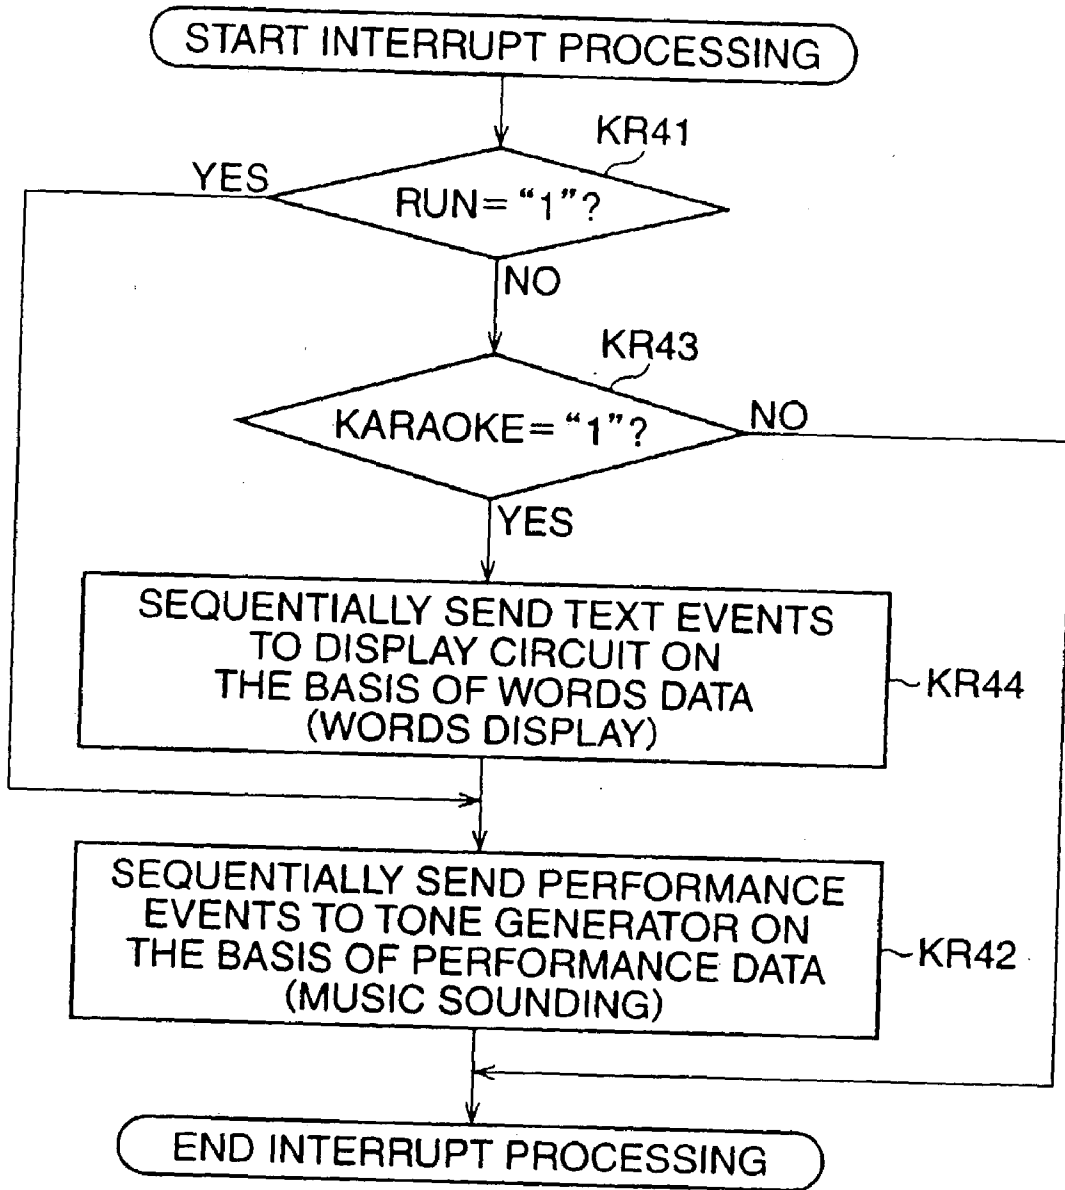 START INTERRUPT PROCESSING
KR41
YES
RUN= “1”?
NO
KR43
KARAOKE= “1”?
NO
YES
SEQUENTIALLY SEND TEXT EVENTS
TO DISPLAY CIRCUIT ON
THE BASIS OF WORDS DATA
(WORDS DISPLAY)
KR44
SEQUENTIALLY SEND PERFORMANCE
EVENTS TO TONE GENERATOR ON
THE BASIS OF PERFORMANCE DATA
(MUSIC SOUNDING)
KR42
END INTERRUPT PROCESSING